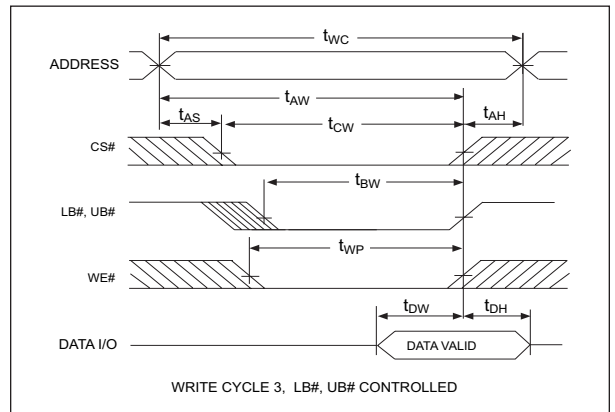 tWC
ADDRESS
tAW
tAS
tCW
tAH
CS#
tBW
LB#, UB#
tWP
WE#
tDW
tDH
DATA I/O
DATA VALID
WRITE CYCLE 3, LB#, UB# CONTROLLED